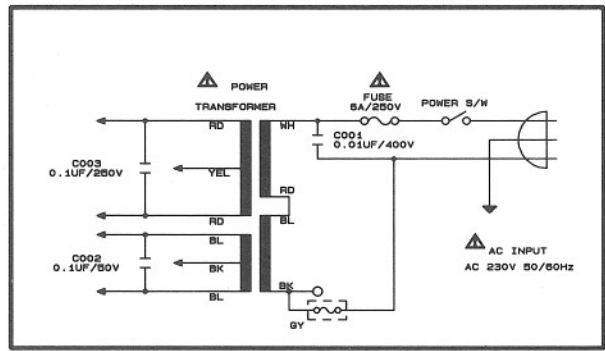 POWER
TRANSFORMER
FUSE
5A/250V
POWER S/W
RD
WH
C001
0.01UF/400V
C003
0.1UF/250V
YEL
RD
RD
BL
BL
C002
0.1UF/50V
BK
BK
BL
GY
AC INPUT
AC 230V 50/60Hz